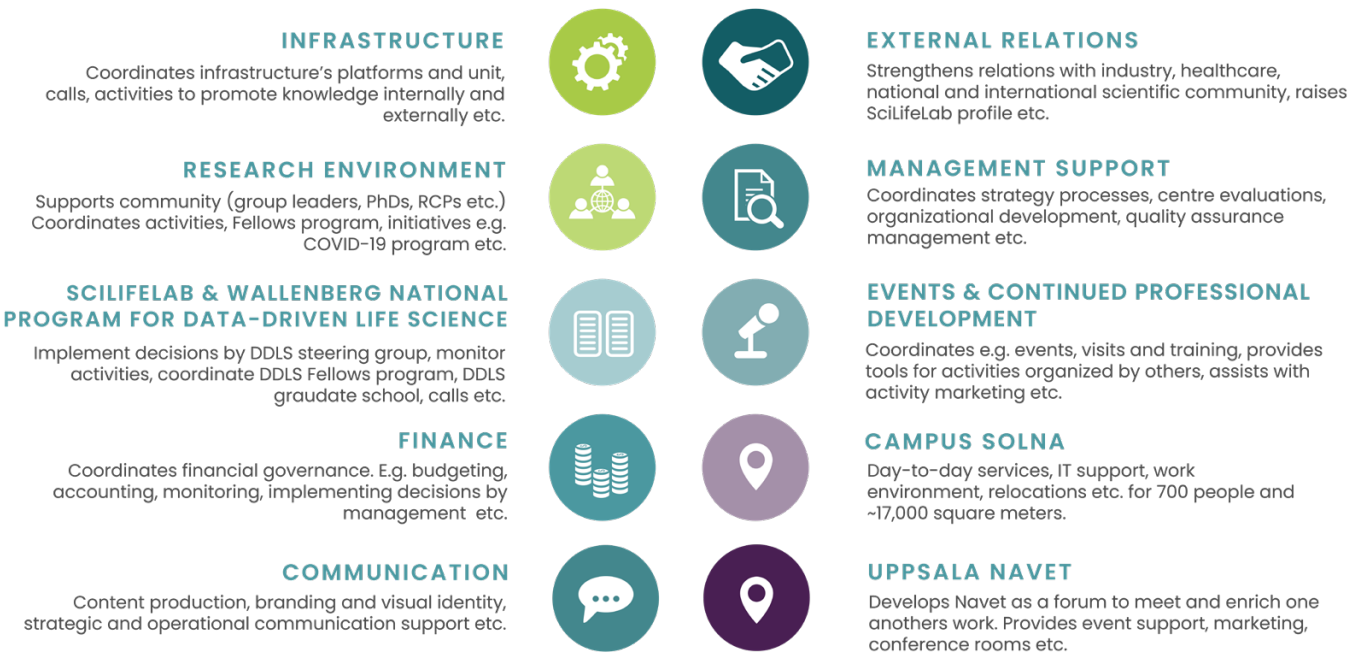 INFRASTRUCTURE
Coordinates infrastructure's platforms and unit,
calls, activities to promote knowledge internally and
externally etc.
RESEARCH ENVIRONMENT
Supports community (group leaders, PhDs, RCPs etc.)
Coordinates activities, Fellows program, initiatives e.g.
COVID-19 program etc.
SCILIFELAB & WALLENBERG NATIONAL
PROGRAM FOR DATA-DRIVEN LIFE SCIENCE
Implement decisions by DDLS steering group, monitor
activities, coordinate DDLS Fellows program, DDLS
graudate school, calls etc.
FINANCE
Coordinates financial governance. E.g. budgeting,
accounting, monitoring, implementing decisions by
management etc.
COMMUNICATION
Content production, branding and visual identity,
strategic and operational communication support etc.
EXTERNAL RELATIONS
Strengthens relations with industry, healthcare,
national and international scientific community, raises
SciLifeLab profile etc.
MANAGEMENT SUPPORT
Coordinates strategy processes, centre evaluations,
organizational development, quality assurance
management etc.
EVENTS & CONTINUED PROFESSIONAL
DEVELOPMENT
Coordinates e.g. events, visits and training, provides
tools for activities organized by others, assists with
activity marketing etc.
CAMPUS SOLNA
Day-to-day services, IT support, work
environment, relocations etc. for 700 people and
~17,000 square meters.
UPPSALA NAVET
Develops Navet as a forum to meet and enrich one
anothers work. Provides event support, marketing,
conference rooms etc.